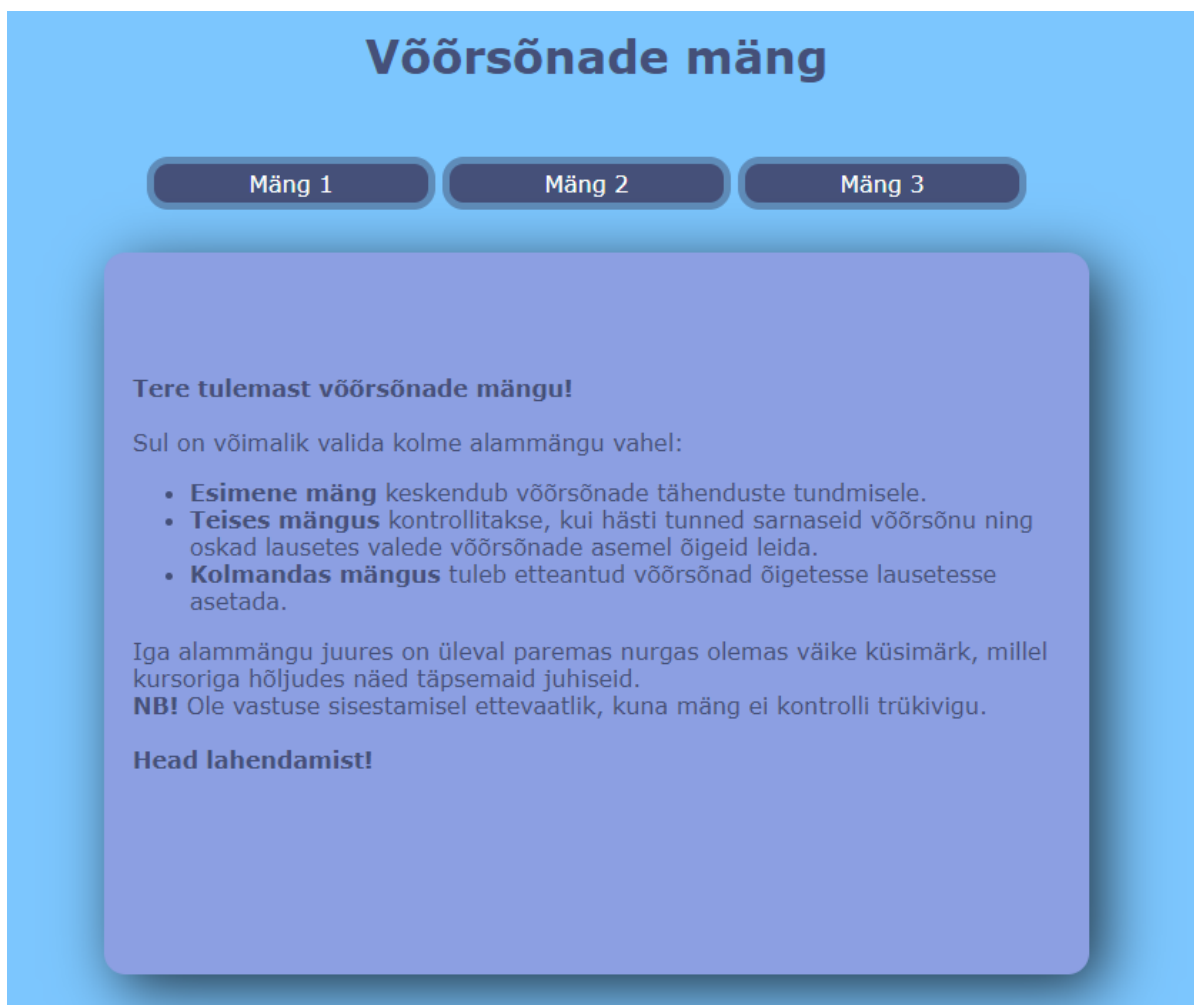 Võõrsõnade mäng
Mäng 1 Mäng 2 Mäng 3
Tere tulemast võõrsõnade mängu!
Sul on võimalik valida kolme alammängu vahel:
• Esimene mäng keskendub võõrsõnade tähenduste tundmisele.
• Teises mängus kontrollitakse, kui hästi tunned sarnaseid võõrsõnu ning
oskad lausetes valede võõrsõnade asemel õigeid leida.
• Kolmandas mängus tuleb etteantud võõrsõnad õigetesse lausetesse
asetada.
Iga alammängu juures on üleval paremas nurgas olemas väike küsimärk, millel
kursoriga hõljudes näed täpsemaid juhiseid.
NB! Ole vastuse sisestamisel ettevaatlik, kuna mäng ei kontrolli trükivigu.
Head lahendamist!